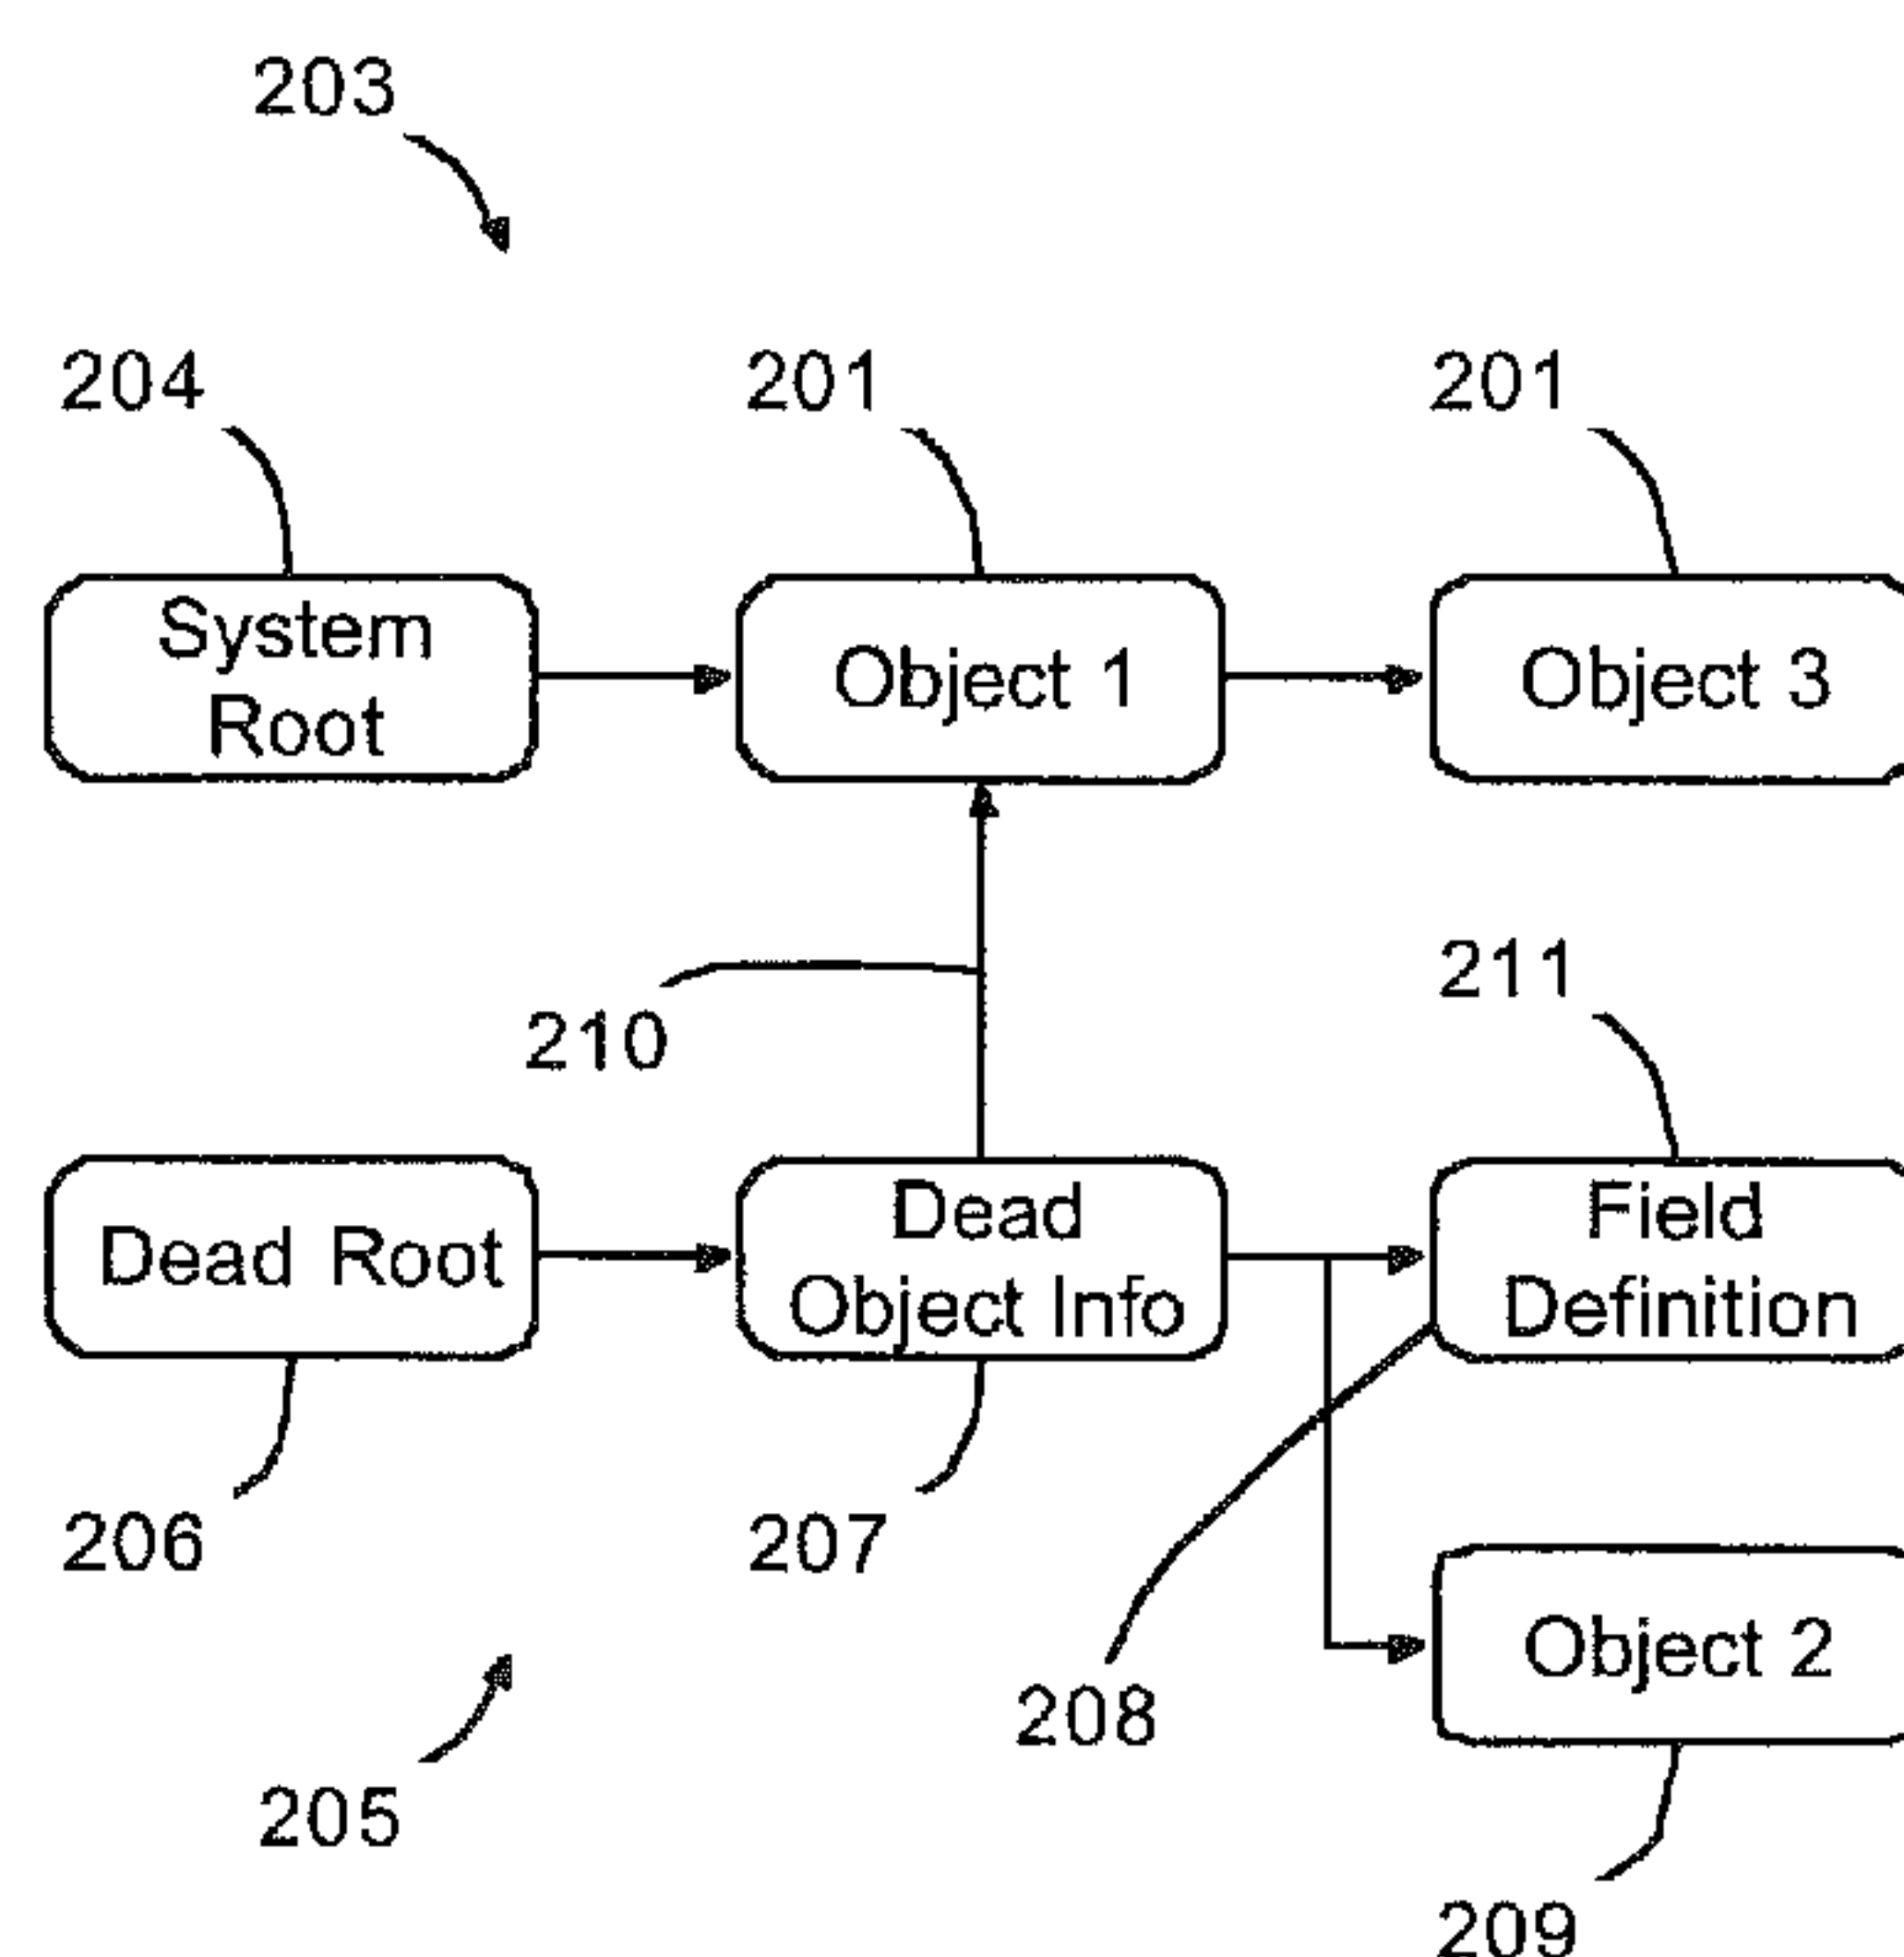 203
204
201
201
System
Root
Object 1
Object 3
210
211
Dead Root
Dead
Object Info
Field
Definition
206
207
208
Object 2
205
209